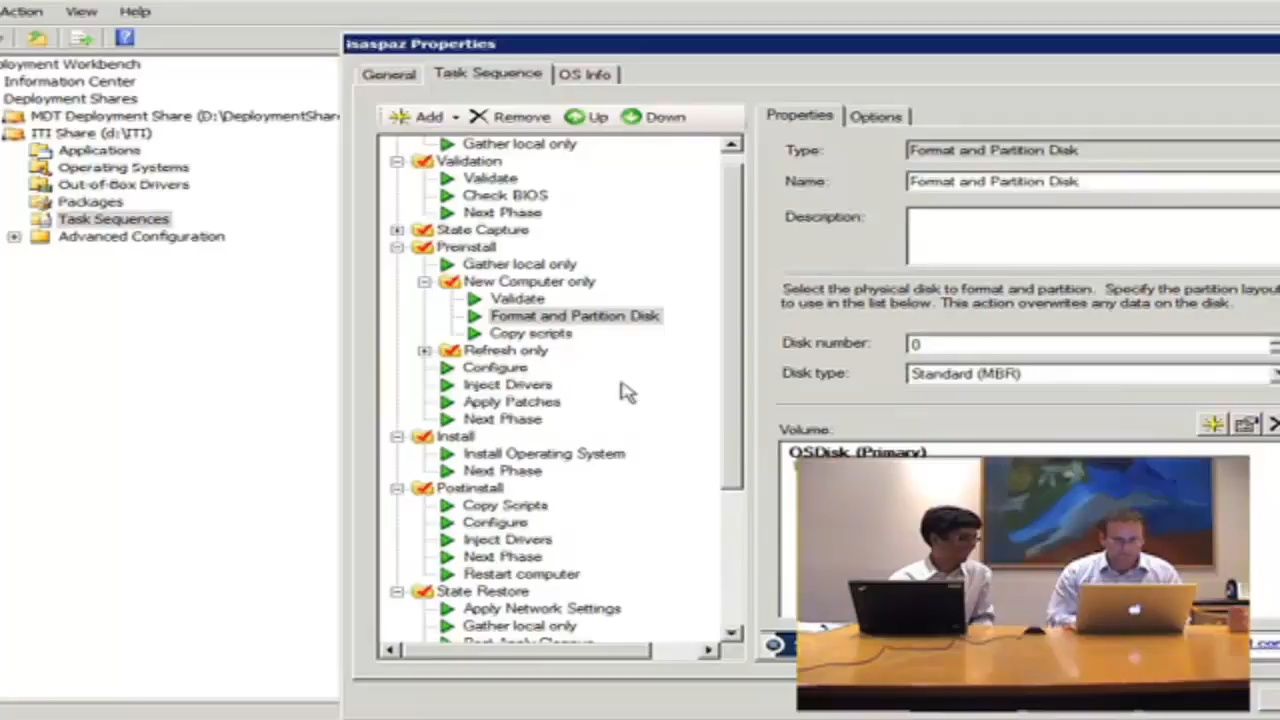 Action View Help
loyment Workbench
Information Center
Deployment Shares
MDT Deployment Share (D:\DeploymentShar
ITI Share (d:\ITI)
Applications
Operating Systems
Out-of-Box Drivers
Packages
Task Sequences
Advanced Configuration
isaspaz Properties
General Task Sequence OS Info
Add Remove Up Down
Gather local only
Validation
Validate
Check BIOS
Next Phase
State Capture
Preinstall
Gather local only
New Computer only
Validate
Format and Partition Disk
Copy scripts
Refresh only
Configure
Inject Drivers
Apply Patches
Next Phase
Install
Install Operating System
Next Phase
Postinstall
Copy Scripts
Configure
Inject Drivers
Next Phase
Restart computer
State Restore
Apply Network Settings
Gather local only
Properties Options
Type: Format and Partition Disk
Name: Format and Partition Disk
Description:
Select the physical disk to format and partition. Specify the partition layou
to use in the list below. This action overwrites any data on the disk.
Disk number: 0
Disk type: Standard (MBR)
Volume:
OSDisk (Primary)